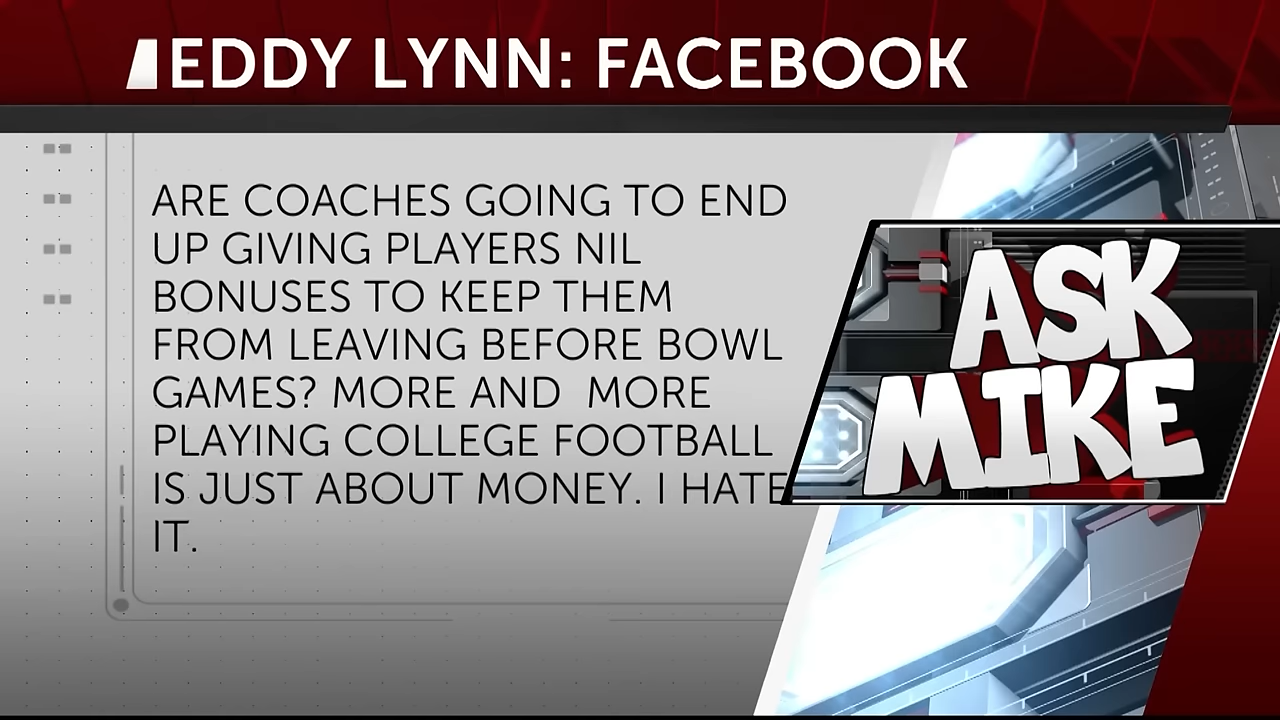 EDDY LYNN: FACEBOOK
ARE COACHES GOING TO END
UP GIVING PLAYERS NIL
BONUSES TO KEEP THEM
FROM LEAVING BEFORE BOWL
GAMES? MORE AND  MORE
PLAYING COLLEGE FOOTBALL
IS JUST ABOUT MONEY. I HATE
IT.
ASK
MIKE